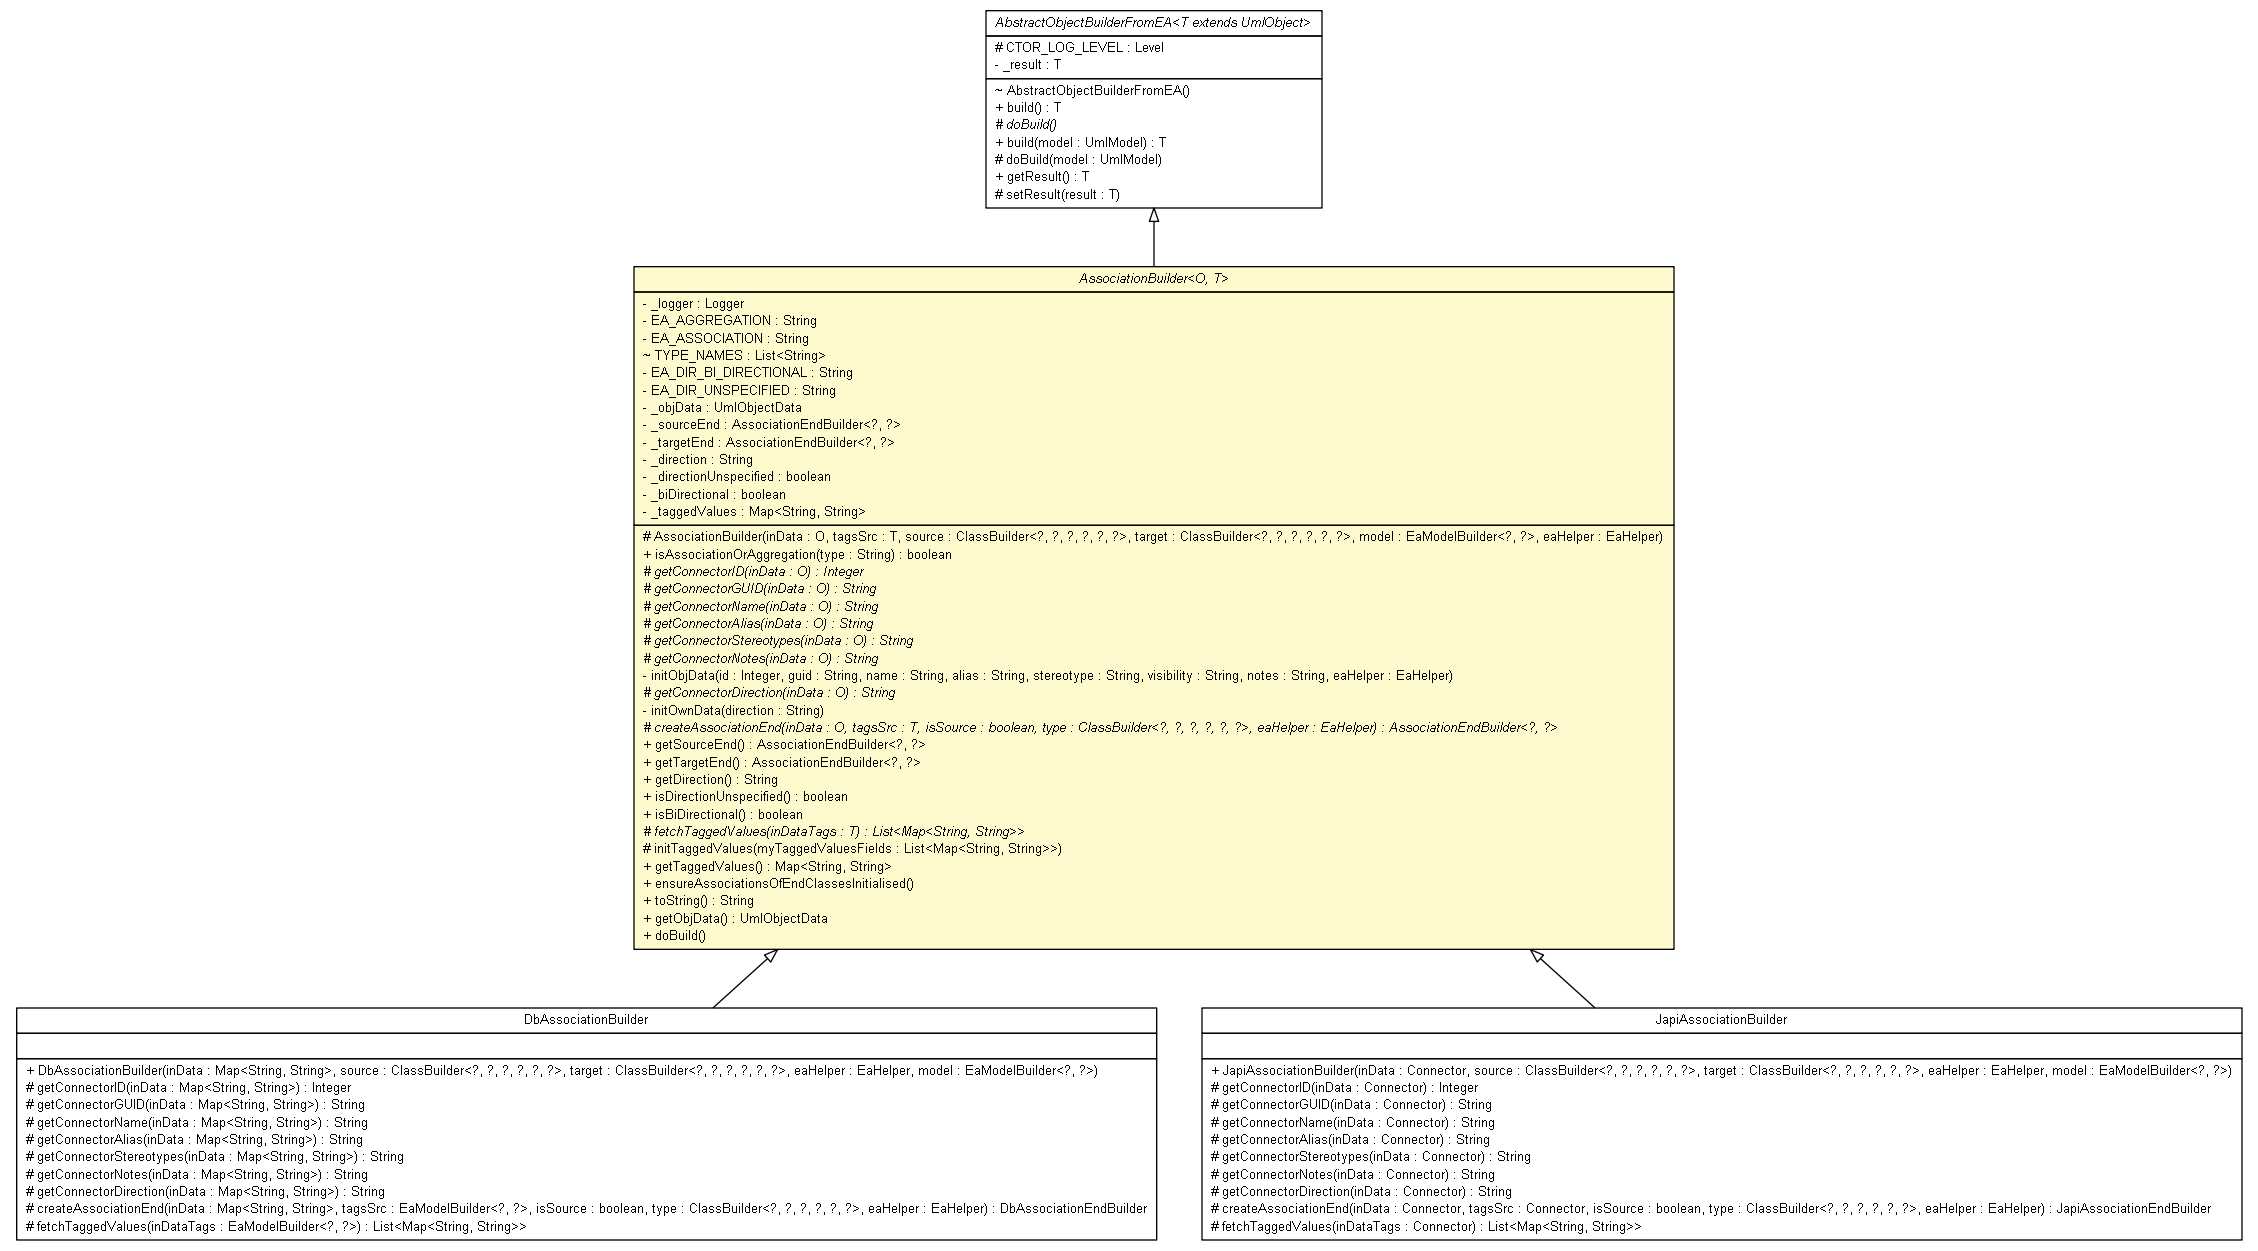 AbstractObjectBuilderFromEA<T extends UmlObject>
# CTOR_LOG_LEVEL : Level
- _result : T
~ AbstractObjectBuilderFromEA()
+ build() : T
# doBuild()
+ build(model : UmlModel) : T
# doBuild(model : UmlModel)
+ getResult() : T
# setResult(result : T)
AssociationBuilder<O, T>
- _logger : Logger
- EA_AGGREGATION : String
- EA_ASSOCIATION : String
~ TYPE_NAMES : List<String>
- EA_DIR_BI_DIRECTIONAL : String
- EA_DIR_UNSPECIFIED : String
- _objData : UmlObjectData
- _sourceEnd : AssociationEndBuilder<?, ?>
- _targetEnd : AssociationEndBuilder<?, ?>
- _direction : String
- _directionUnspecified : boolean
- _biDirectional : boolean
- _taggedValues : Map<String, String>
# AssociationBuilder(inData : O, tagsSrc : T, source : ClassBuilder<?, ?, ?, ?, ?, ?>, target : ClassBuilder<?, ?, ?, ?, ?, ?>, model : EaModelBuilder<?, ?>, eaHelper : EaHelper)
+ isAssociationOrAggregation(type : String) : boolean
# getConnectorID(inData : O) : Integer
# getConnectorGUID(inData : O) : String
# getConnectorName(inData : O) : String
# getConnectorAlias(inData : O) : String
# getConnectorStereotypes(inData : O) : String
# getConnectorNotes(inData : O) : String
- initObjData(id : Integer, guid : String, name : String, alias : String, stereotype : String, visibility : String, notes : String, eaHelper : EaHelper)
# getConnectorDirection(inData : O) : String
- initOwnData(direction : String)
# createAssociationEnd(inData : O, tagsSrc : T, isSource : boolean, type : ClassBuilder<?, ?, ?, ?, ?, ?>, eaHelper : EaHelper) : AssociationEndBuilder<?, ?>
+ getSourceEnd() : AssociationEndBuilder<?, ?>
+ getTargetEnd() : AssociationEndBuilder<?, ?>
+ getDirection() : String
+ isDirectionUnspecified() : boolean
+ isBiDirectional() : boolean
# fetchTaggedValues(inDataTags : T) : List<Map<String, String>>
# initTaggedValues(myTaggedValuesFields : List<Map<String, String>>)
+ getTaggedValues() : Map<String, String>
+ ensureAssociationsOfEndClassesInitialised()
+ toString() : String
+ getObjData() : UmlObjectData
+ doBuild()
DbAssociationBuilder
+ DbAssociationBuilder(inData : Map<String, String>, source : ClassBuilder<?, ?, ?, ?, ?, ?>, target : ClassBuilder<?, ?, ?, ?, ?, ?>, eaHelper : EaHelper, model : EaModelBuilder<?, ?>)
# getConnectorID(inData : Map<String, String>) : Integer
# getConnectorGUID(inData : Map<String, String>) : String
# getConnectorName(inData : Map<String, String>) : String
# getConnectorAlias(inData : Map<String, String>) : String
# getConnectorStereotypes(inData : Map<String, String>) : String
# getConnectorNotes(inData : Map<String, String>) : String
# getConnectorDirection(inData : Map<String, String>) : String
# createAssociationEnd(inData : Map<String, String>, tagsSrc : EaModelBuilder<?, ?>, isSource : boolean, type : ClassBuilder<?, ?, ?, ?, ?, ?>, eaHelper : EaHelper) : DbAssociationEndBuilder
# fetchTaggedValues(inDataTags : EaModelBuilder<?, ?>) : List<Map<String, String>>
JapiAssociationBuilder
+ JapiAssociationBuilder(inData : Connector, source : ClassBuilder<?, ?, ?, ?, ?, ?>, target : ClassBuilder<?, ?, ?, ?, ?, ?>, eaHelper : EaHelper, model : EaModelBuilder<?, ?>)
# getConnectorID(inData : Connector) : Integer
# getConnectorGUID(inData : Connector) : String
# getConnectorName(inData : Connector) : String
# getConnectorAlias(inData : Connector) : String
# getConnectorStereotypes(inData : Connector) : String
# getConnectorNotes(inData : Connector) : String
# getConnectorDirection(inData : Connector) : String
# createAssociationEnd(inData : Connector, tagsSrc : Connector, isSource : boolean, type : ClassBuilder<?, ?, ?, ?, ?, ?>, eaHelper : EaHelper) : JapiAssociationEndBuilder
# fetchTaggedValues(inDataTags : Connector) : List<Map<String, String>>